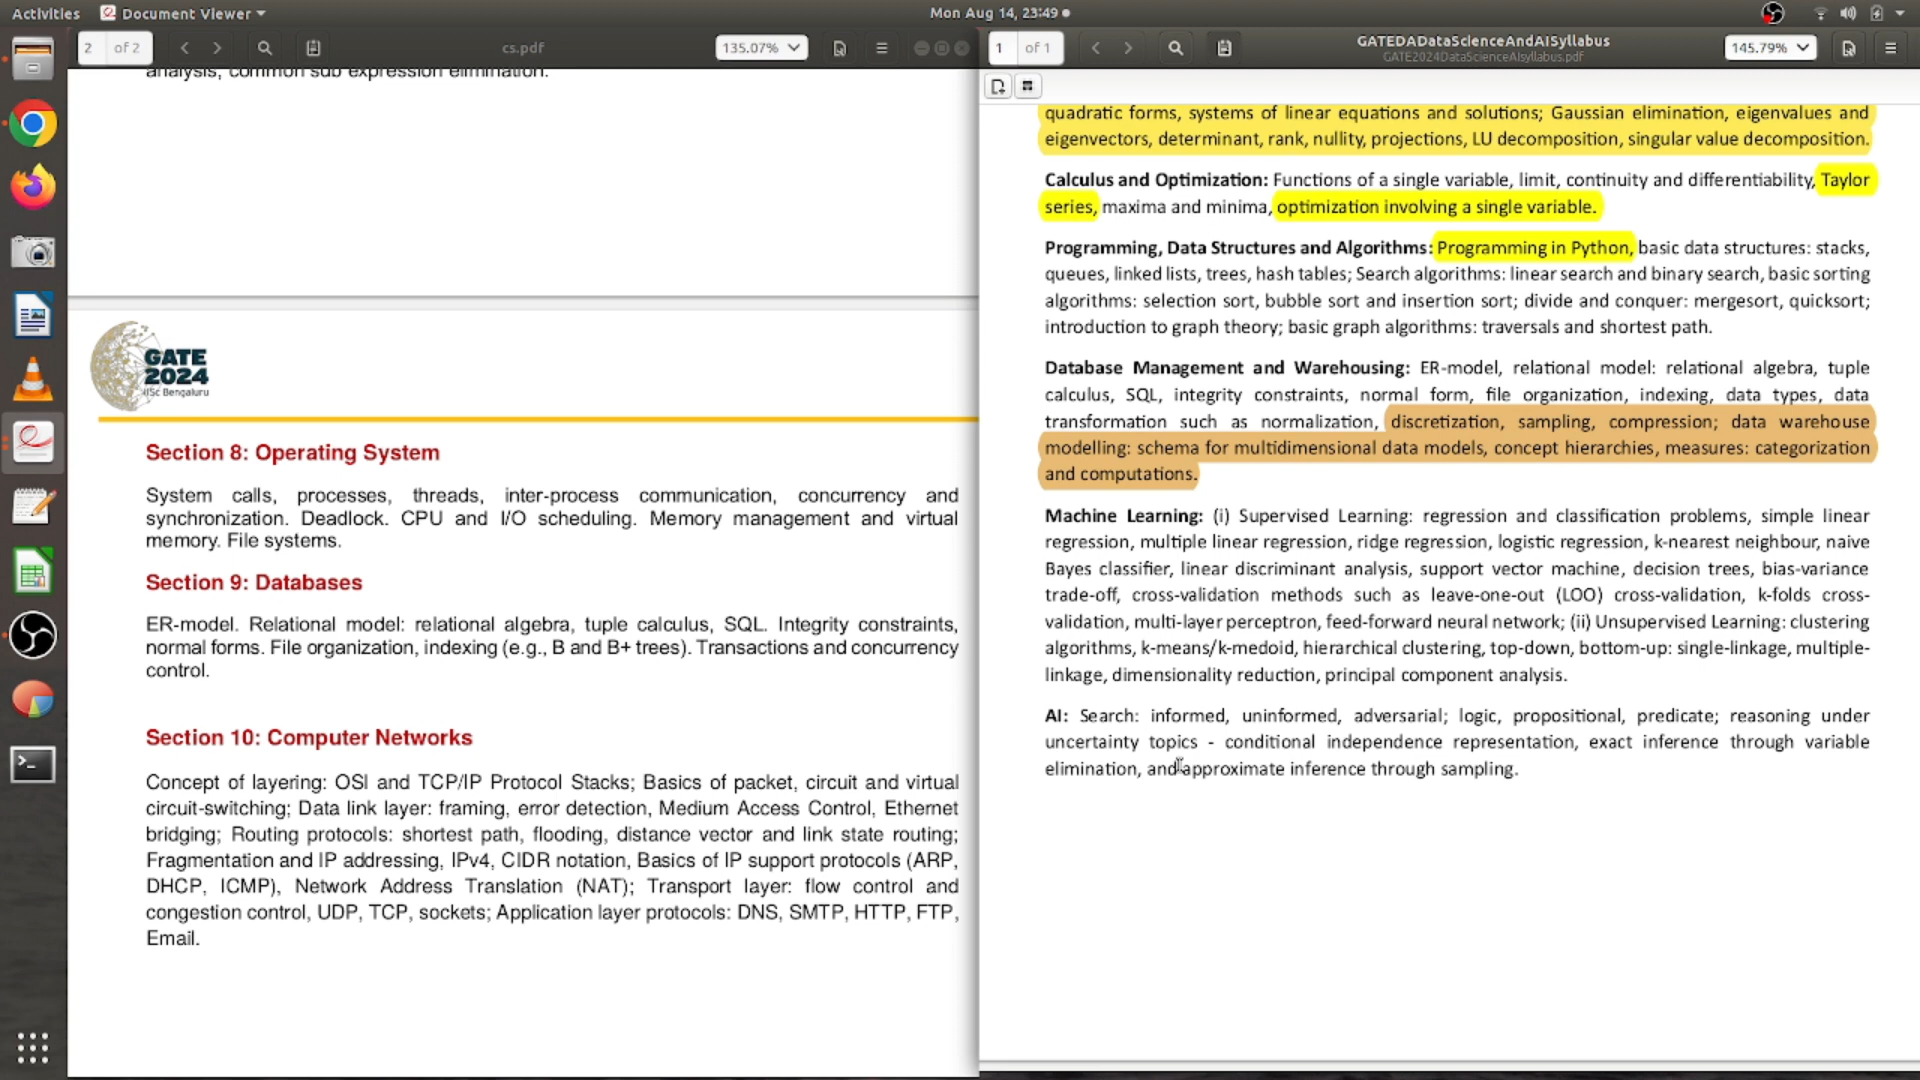 Activities
Document Viewer
Mon Aug 14, 23:49
2 of 2
cs.pdf
135.07%
1 of 1
GATEDADataScienceAndAISyllabus
GATE2024DataScienceAIsyllabus.pdf
145.79%
analysis, common sub expression elimination.
GATE
2024
IISc Bengaluru
Section 8: Operating System
System calls, processes, threads, inter-process communication, concurrency and
synchronization. Deadlock. CPU and I/O scheduling. Memory management and virtual
memory. File systems.
Section 9: Databases
ER-model. Relational model: relational algebra, tuple calculus, SQL. Integrity constraints,
normal forms. File organization, indexing (e.g., B and B+ trees). Transactions and concurrency
control.
Section 10: Computer Networks
Concept of layering: OSI and TCP/IP Protocol Stacks; Basics of packet, circuit and virtual
circuit-switching; Data link layer: framing, error detection, Medium Access Control, Ethernet
bridging; Routing protocols: shortest path, flooding, distance vector and link state routing;
Fragmentation and IP addressing, IPv4, CIDR notation, Basics of IP support protocols (ARP,
DHCP, ICMP), Network Address Translation (NAT); Transport layer: flow control and
congestion control, UDP, TCP, sockets; Application layer protocols: DNS, SMTP, HTTP, FTP,
Email.
quadratic forms, systems of linear equations and solutions; Gaussian elimination, eigenvalues and
eigenvectors, determinant, rank, nullity, projections, LU decomposition, singular value decomposition.
Calculus and Optimization: Functions of a single variable, limit, continuity and differentiability, Taylor
series, maxima and minima, optimization involving a single variable.
Programming, Data Structures and Algorithms: Programming in Python, basic data structures: stacks,
queues, linked lists, trees, hash tables; Search algorithms: linear search and binary search, basic sorting
algorithms: selection sort, bubble sort and insertion sort; divide and conquer: mergesort, quicksort;
introduction to graph theory; basic graph algorithms: traversals and shortest path.
Database Management and Warehousing: ER-model, relational model: relational algebra, tuple
calculus, SQL, integrity constraints, normal form, file organization, indexing, data types, data
transformation such as normalization, discretization, sampling, compression; data warehouse
modelling: schema for multidimensional data models, concept hierarchies, measures: categorization
and computations.
Machine Learning: (i) Supervised Learning: regression and classification problems, simple linear
regression, multiple linear regression, ridge regression, logistic regression, k-nearest neighbour, naive
Bayes classifier, linear discriminant analysis, support vector machine, decision trees, bias-variance
trade-off, cross-validation methods such as leave-one-out (LOO) cross-validation, k-folds cross-
validation, multi-layer perceptron, feed-forward neural network; (ii) Unsupervised Learning: clustering
algorithms, k-means/k-medoid, hierarchical clustering, top-down, bottom-up: single-linkage, multiple-
linkage, dimensionality reduction, principal component analysis.
AI: Search: informed, uninformed, adversarial; logic, propositional, predicate; reasoning under
uncertainty topics - conditional independence representation, exact inference through variable
elimination, and approximate inference through sampling.